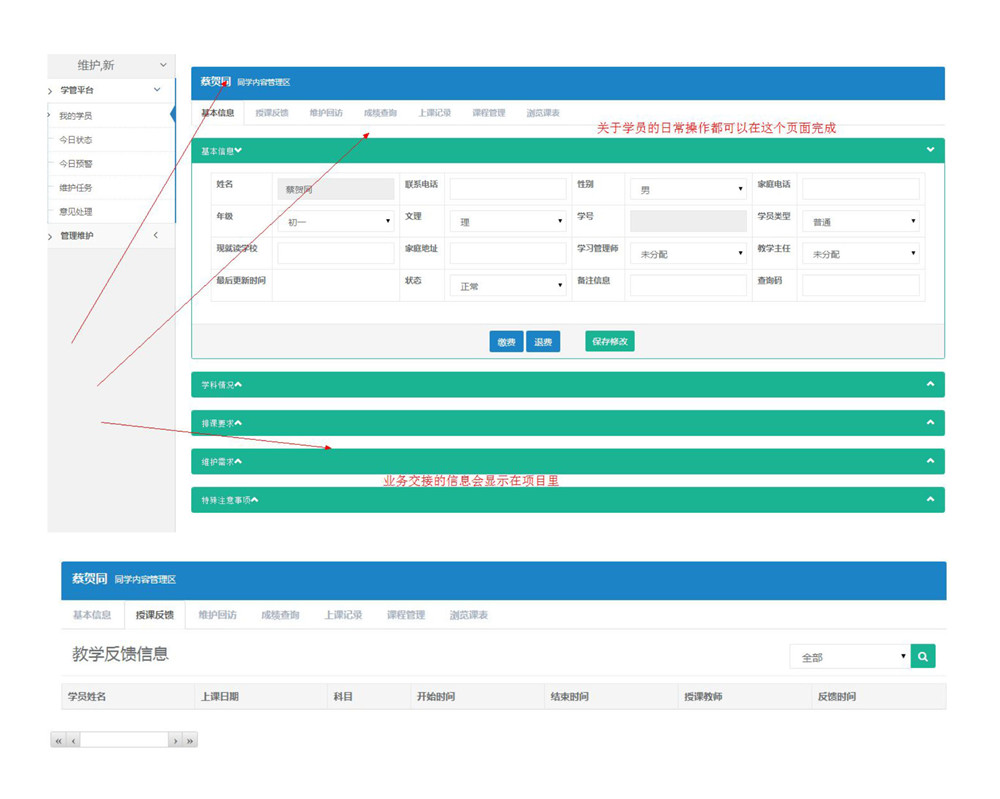 维护,新
学管平台
我的学员
今日状态
今日预警
维护任务
意见处理
管理维护
蔡贺同 同学内容管理区
基本信息 授课反馈 维护回访 成绩查询 上课记录 课程管理 浏览课表
关于学员的日常操作都可以在这个页面完成
基本信息
姓名 蔡贺同 联系电话 性别 男 家庭电话
年级 初一 文理 理 学号 学员类型 普通
现就读学校 家庭地址 学习管理师 未分配 教学主任 未分配
最后更新时间 状态 正常 备注信息 查询码
缴费 退费 保存修改
学科情况
排课要求
维护需求
业务交接的信息会显示在项目里
特殊注意事项
蔡贺同 同学内容管理区
基本信息 授课反馈 维护回访 成绩查询 上课记录 课程管理 浏览课表
教学反馈信息 全部
学员姓名 上课日期 科目 开始时间 结束时间 授课教师 反馈时间
« ‹ › »